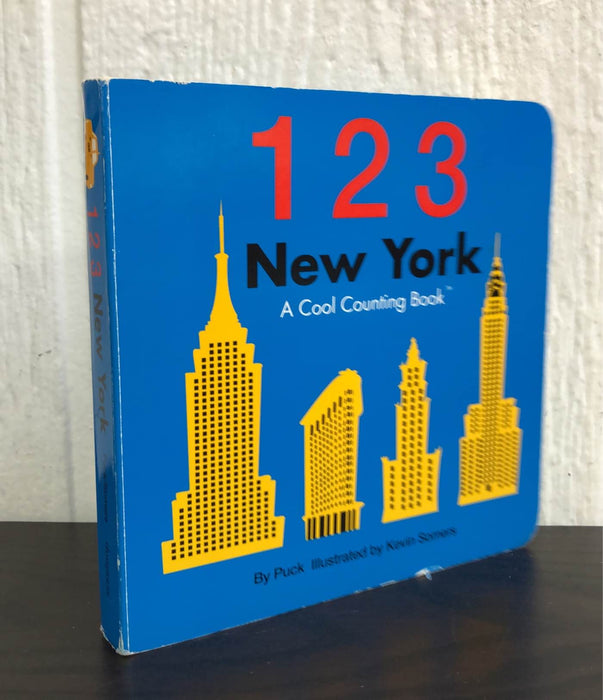 1 2 3
New York
A Cool Counting Book™
By Puck Illustrated by Kevin Somers
1 2 3 New York